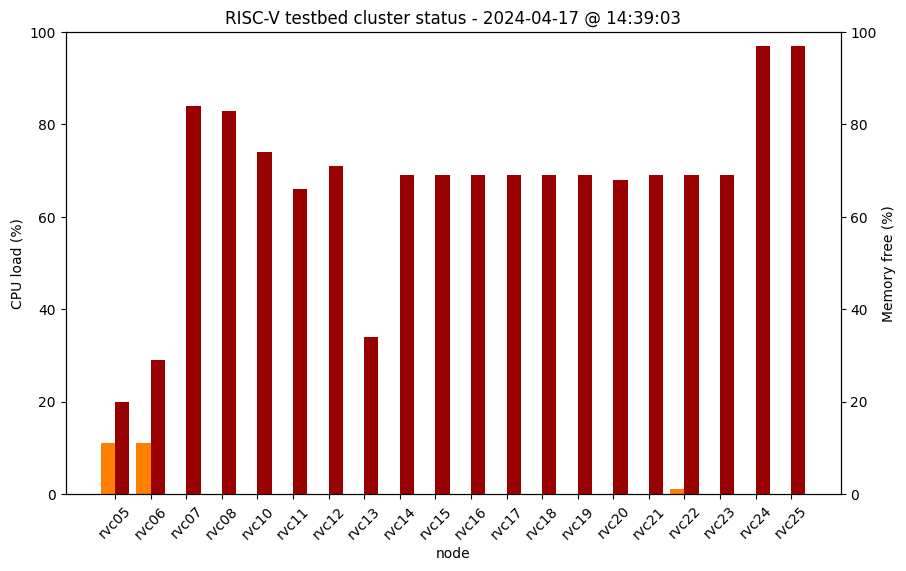 RISC-V testbed cluster status - 2024-04-17 @ 14:39:03
100
80
60
40
20
0
CPU load (%)
100
80
60
40
20
0
Memory free (%)
rvc05 rvc06 rvc07 rvc08 rvc10 rvc11 rvc12 rvc13 rvc14 rvc15 rvc16 rvc17 rvc18 rvc19 rvc20 rvc21 rvc22 rvc23 rvc24 rvc25
node